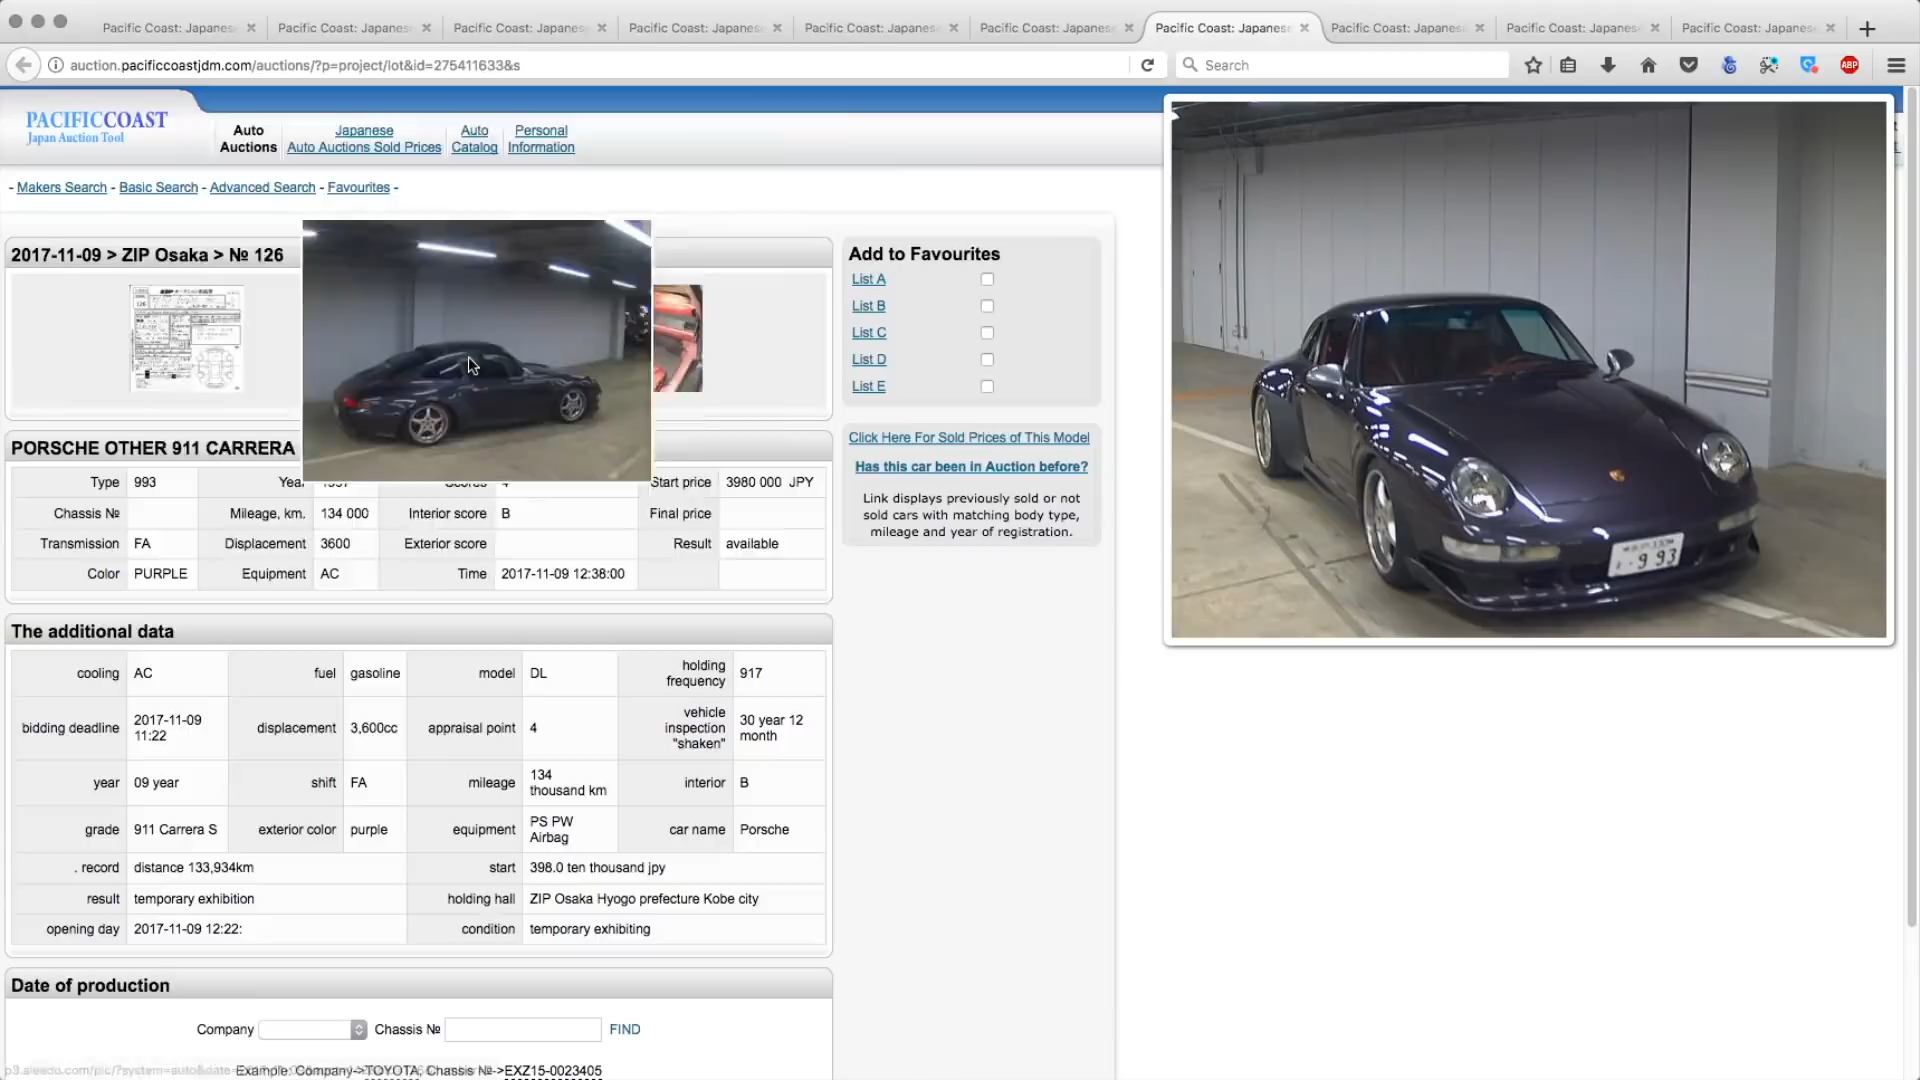 Pacific Coast: Japanese
Pacific Coast: Japanese
Pacific Coast: Japanese
Pacific Coast: Japanese
Pacific Coast: Japanese
Pacific Coast: Japanese
Pacific Coast: Japanese
Pacific Coast: Japanese
Pacific Coast: Japanese
Pacific Coast: Japanese
auction.pacificcoastjdm.com/auctions/?p=project/lot&id=275411633&s
Search
ABP
PACIFICCOAST
Japan Auction Tool
Auto
Auctions
Japanese
Auto Auctions Sold Prices
Auto
Catalog
Personal
Information
- Makers Search - Basic Search - Advanced Search - Favourites -
2017-11-09 > ZIP Osaka > № 126
Add to Favourites
List A
List B
List C
List D
List E
Click Here For Sold Prices of This Model
Has this car been in Auction before?
Link displays previously sold or not
sold cars with matching body type,
mileage and year of registration.
PORSCHE OTHER 911 CARRERA
Type 993 Start price 3980 000 JPY
Chassis № Mileage, km. 134 000 Interior score B Final price
Transmission FA Displacement 3600 Exterior score Result available
Color PURPLE Equipment AC Time 2017-11-09 12:38:00
The additional data
cooling AC fuel gasoline model DL holding frequency 917
bidding deadline 2017-11-09 11:22 displacement 3,600cc appraisal point 4 vehicle inspection "shaken" 30 year 12 month
year 09 year shift FA mileage 134 thousand km interior B
grade 911 Carrera S exterior color purple equipment PS PW Airbag car name Porsche
. record distance 133,934km start 398.0 ten thousand jpy
result temporary exhibition holding hall ZIP Osaka Hyogo prefecture Kobe city
opening day 2017-11-09 12:22: condition temporary exhibiting
Date of production
Company Chassis № FIND
Example: Company->TOYOTA, Chassis №->EXZ15-0023405
993